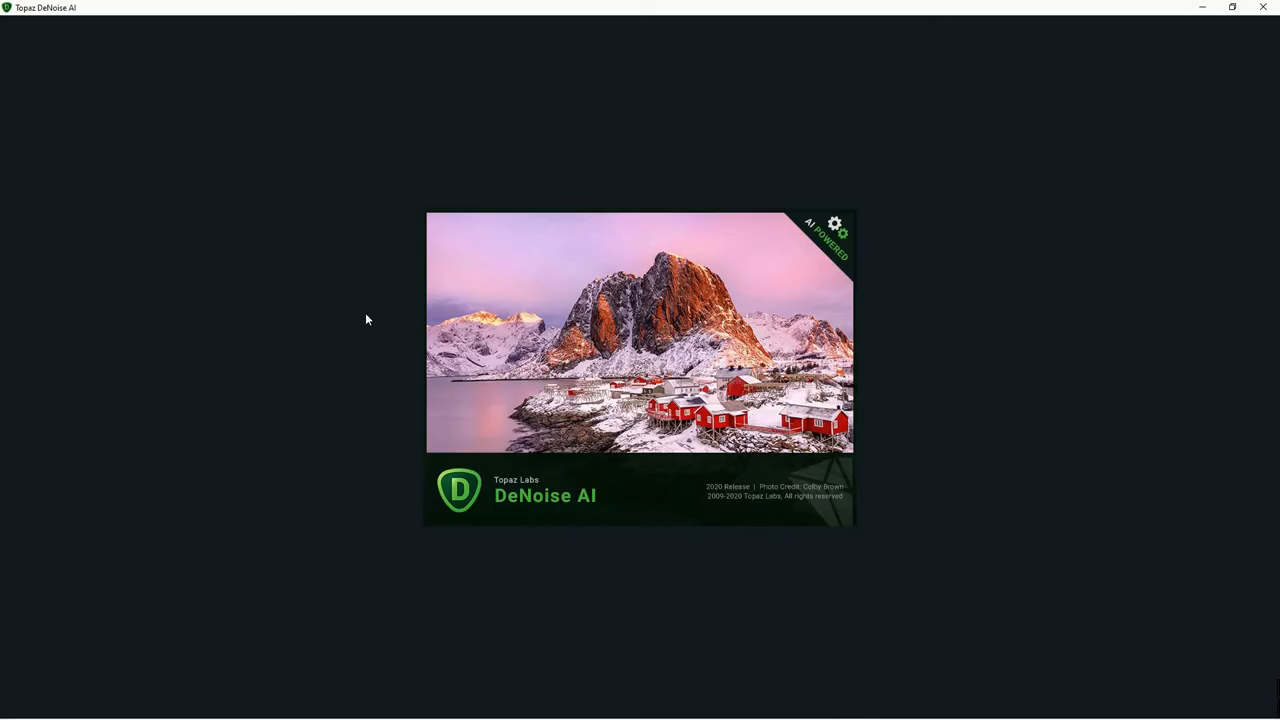 Topaz DeNoise AI
AI POWERED
D
Topaz Labs
DeNoise AI
2020 Release | Photo Credit: Colby Brown
2009-2020 Topaz Labs, All rights reserved